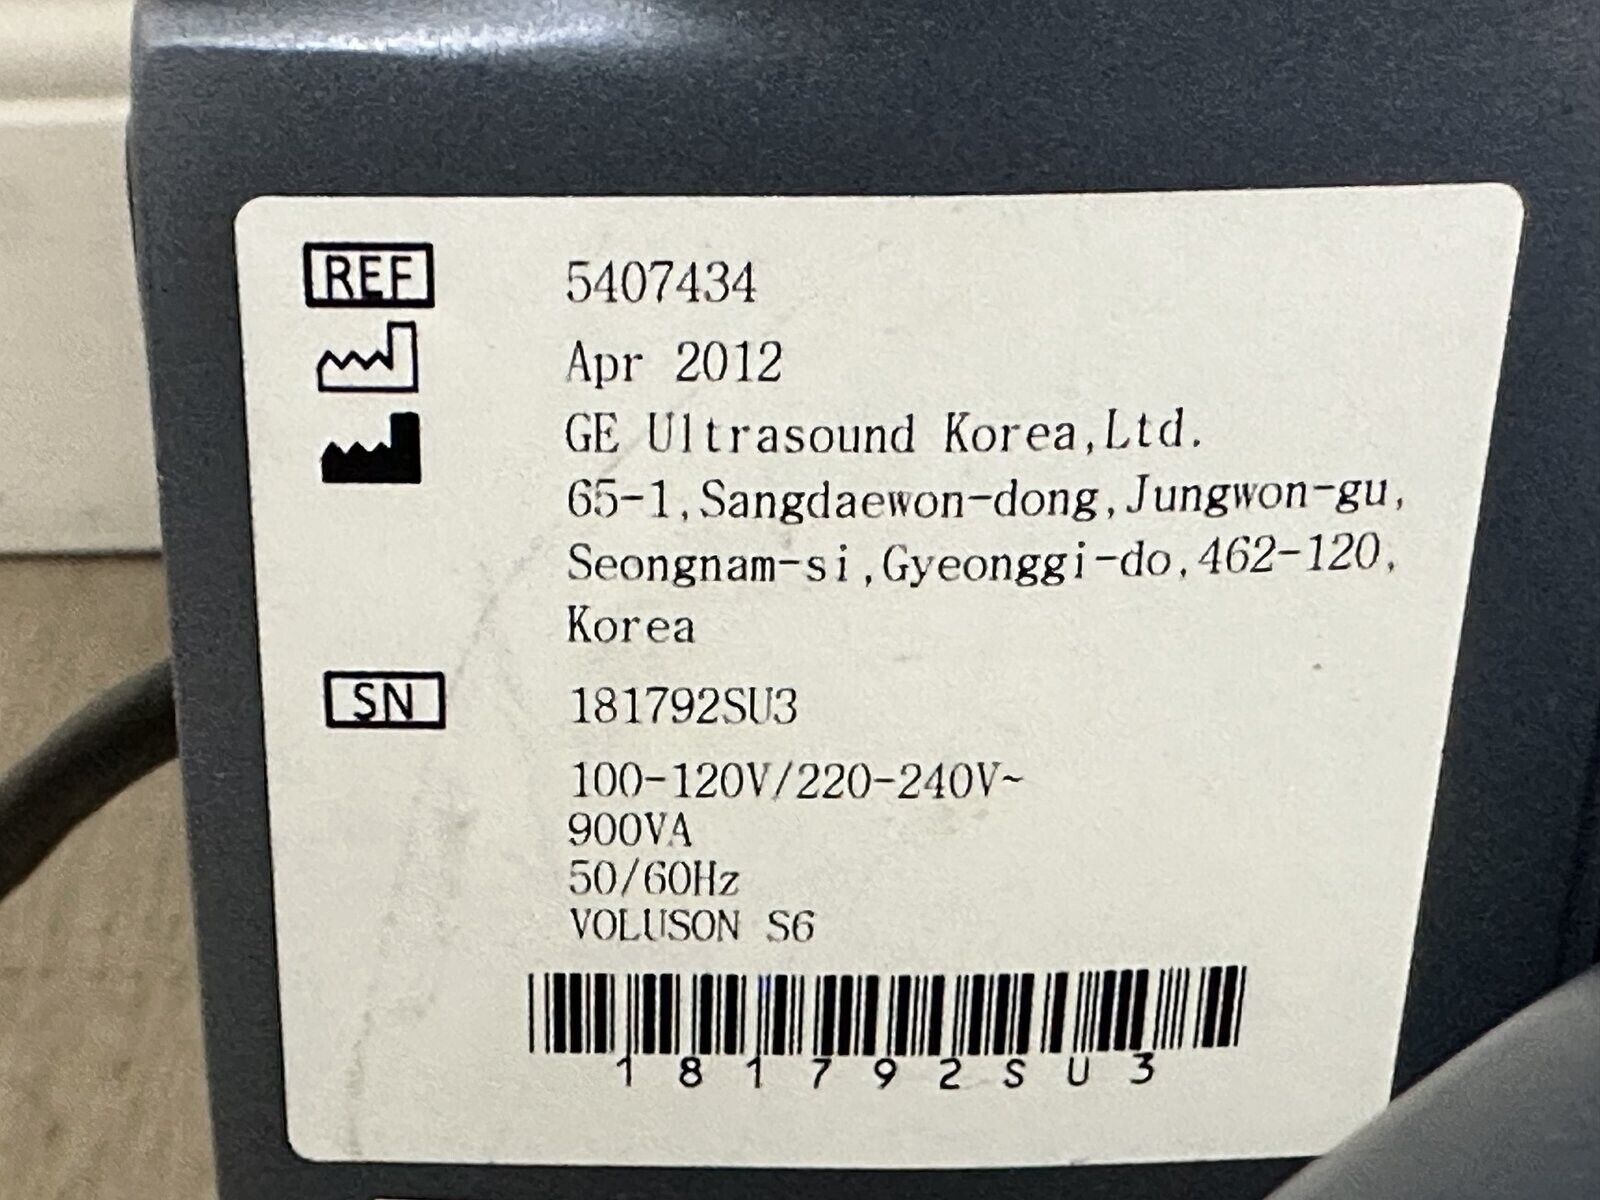 REF 5407434
Apr 2012
GE Ultrasound Korea,Ltd.
65-1,Sangdaewon-dong,Jungwon-gu,
Seongnam-si,Gyeonggi-do,462-120,
Korea
SN 181792SU3
100-120V/220-240V~
900VA
50/60Hz
VOLUSON S6
181792SU3